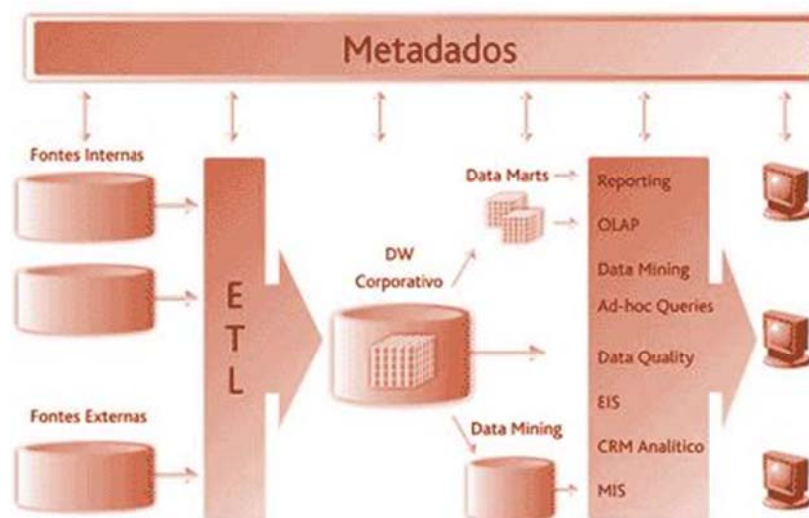 Metadados
Fontes Internas
Fontes Externas
E
T
L
DW
Corporativo
Data Marts
Data Mining
Reporting
OLAP
Data Mining
Ad-hoc Queries
Data Quality
EIS
CRM Analítico
MIS